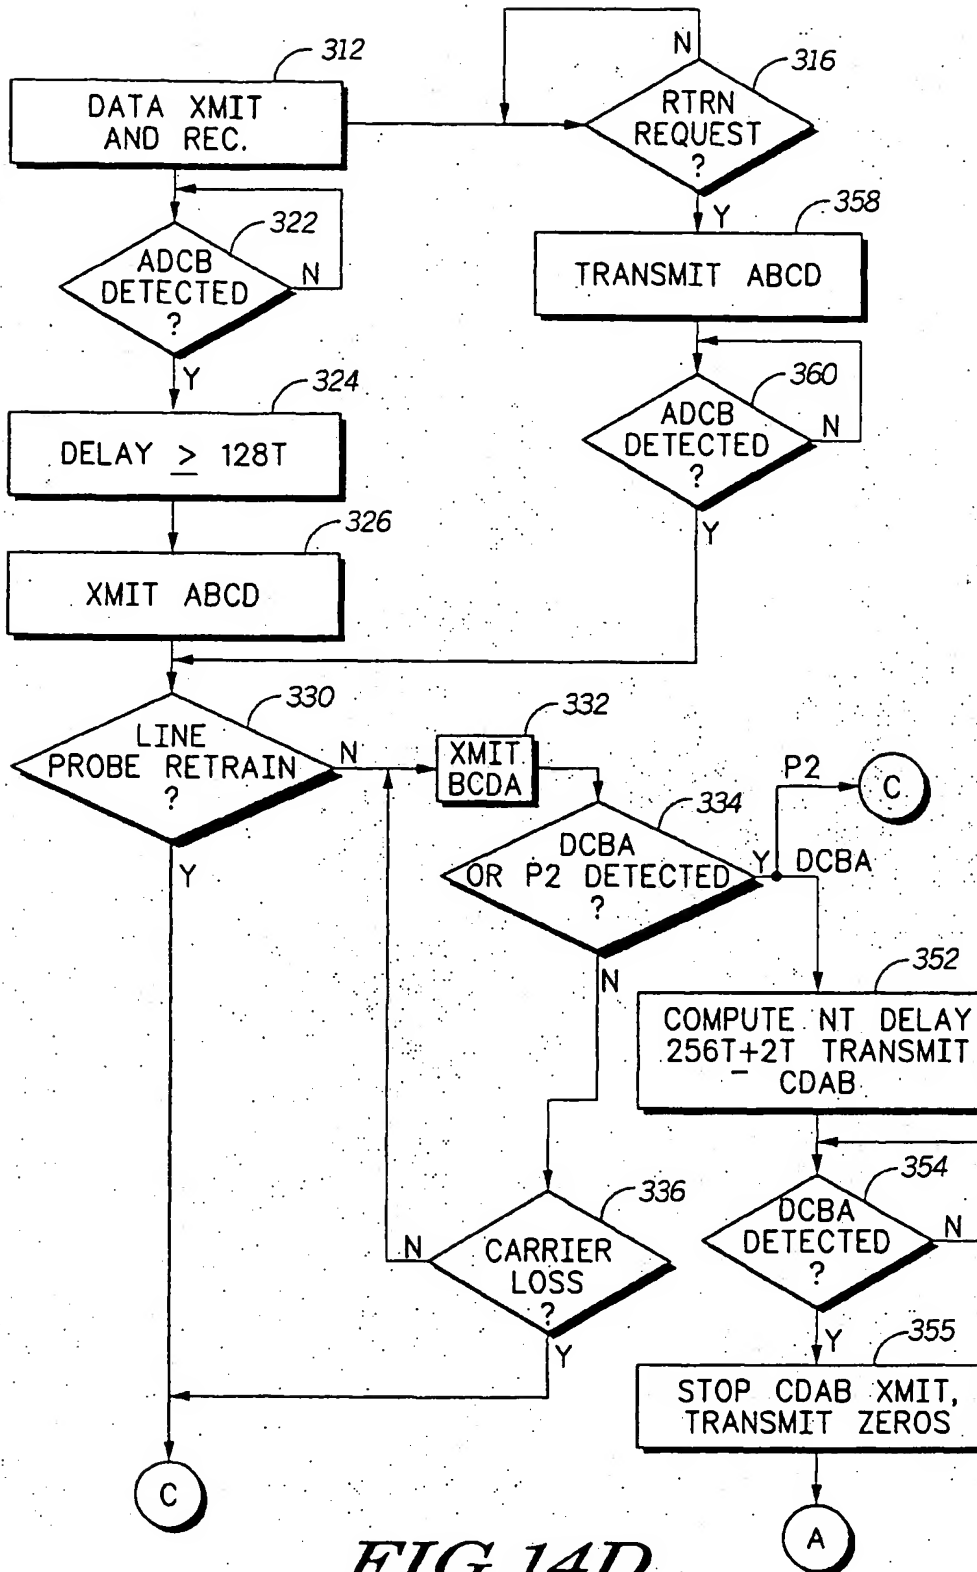 312
DATA XMIT
AND REC.
N
316
RTRN
REQUEST
?
Y
322
ADCB
DETECTED
?
N
Y
358
TRANSMIT ABCD
324
DELAY ≥ 128T
360
ADCB
DETECTED
?
N
Y
326
XMIT ABCD
330
LINE
PROBE RETRAIN
?
N
Y
332
XMIT
BCDA
334
DCBA
OR P2 DETECTED
?
Y
P2
C
DCBA
N
352
COMPUTE NT DELAY
256T±2T TRANSMIT
CDAB
336
CARRIER
LOSS
?
N
Y
354
DCBA
DETECTED
?
N
Y
355
STOP CDAB XMIT,
TRANSMIT ZEROS
C
A
FIG.14D